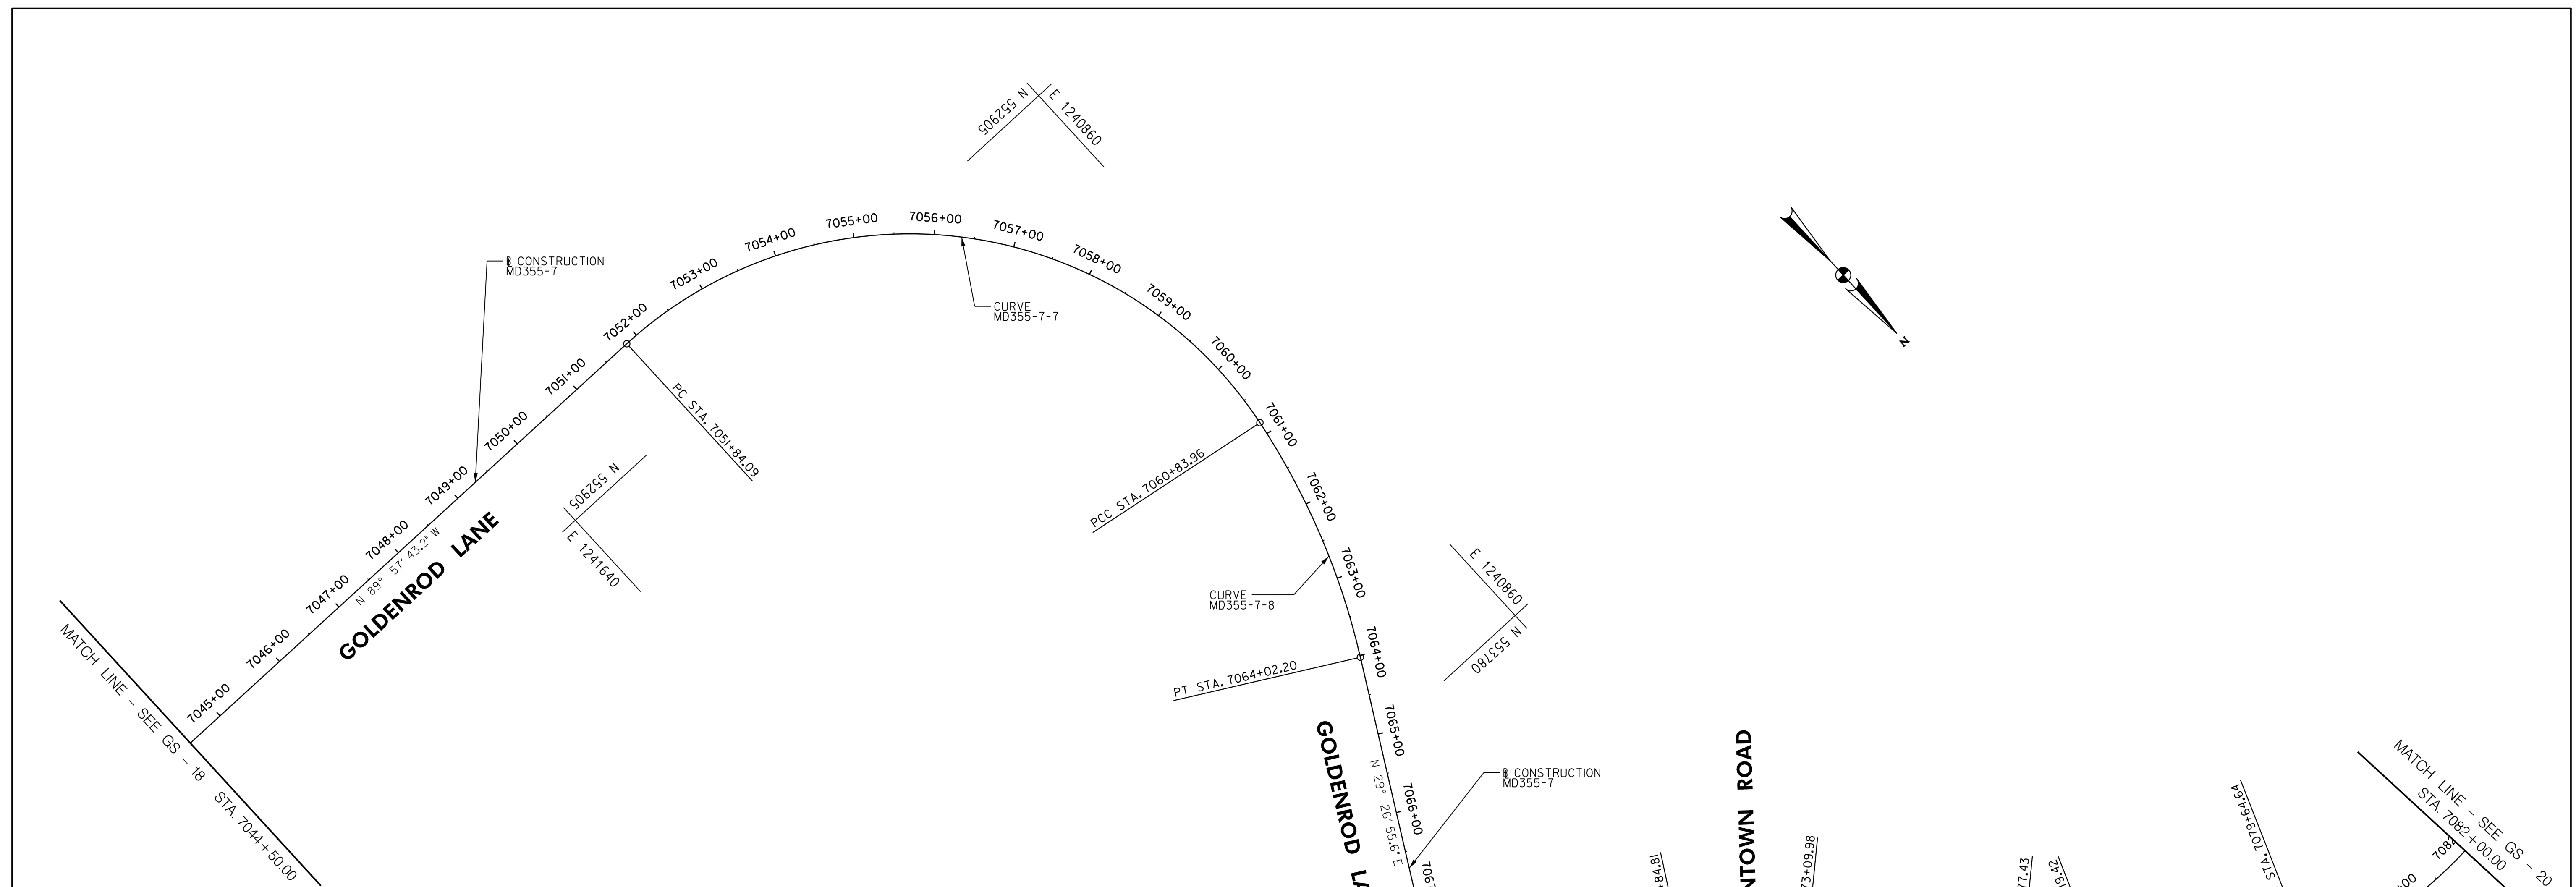 N 552905
E 1240860
7045+00
7046+00
7047+00
7048+00
7049+00
7050+00
7051+00
7052+00
7053+00
7054+00
7055+00
7056+00
7057+00
7058+00
7059+00
7060+00
7061+00
7062+00
7063+00
7064+00
7065+00
7066+00
CONSTRUCTION
MD355-7
CURVE
MD355-7-7
PC STA. 7051+84.09
N 552905
E 1241640
N 89° 57' 43.2" W
GOLDENROD LANE
MATCH LINE - SEE GS - 18 STA. 7044+50.00
PCC STA. 7060+83.96
CURVE
MD355-7-8
PT STA. 7064+02.20
E 1240860
N 553780
GOLDENROD
N 29° 26' 55.6" E
CONSTRUCTION
MD355-7
ROAD
STA. 7079+64.64
MATCH LINE - SEE GS - 20
STA. 7082+00.00
N